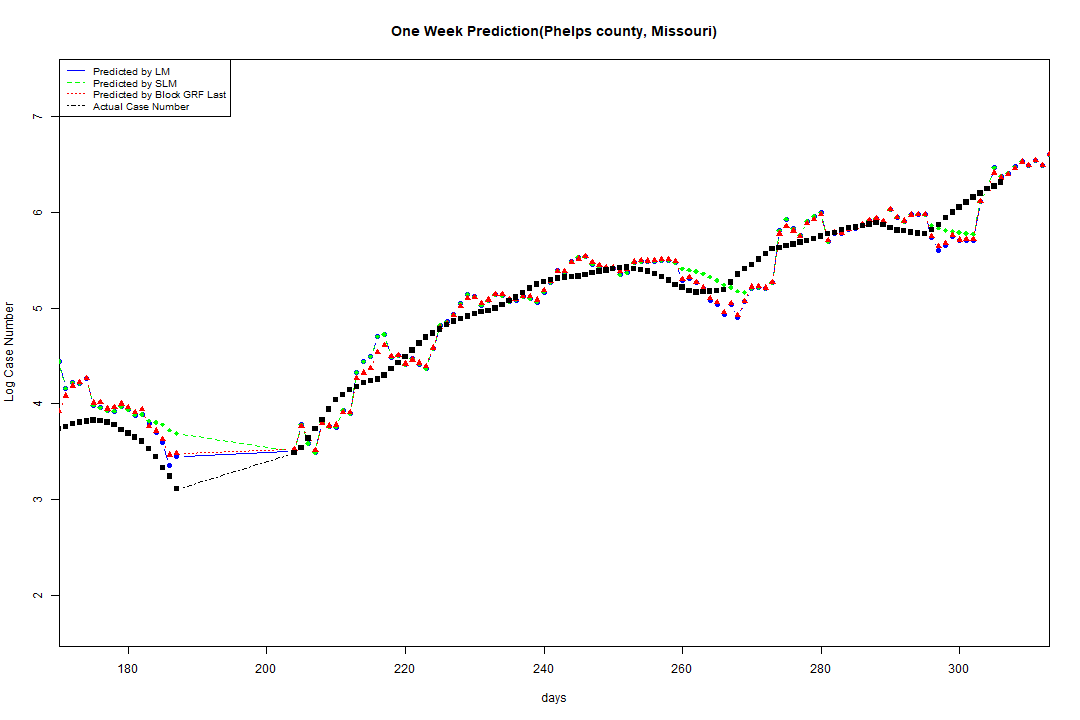 One Week Prediction(Phelps county, Missouri)
Predicted by LM
Predicted by SLM
Predicted by Block GRF Last
Actual Case Number
7
6
5
4
3
2
Log Case Number
180 200 220 240 260 280 300
days